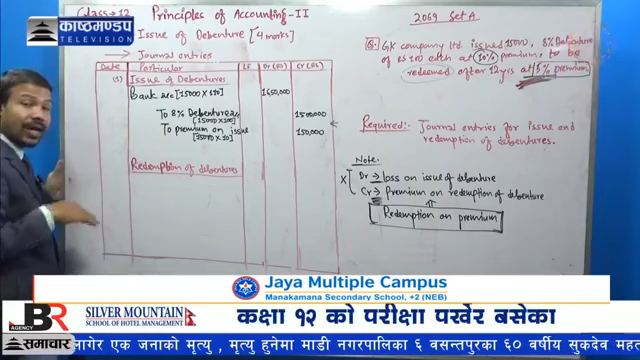 काष्ठमण्डप
TELEVISION
Class-12 Principles of Accounting-II
Issue of Debenture [4 marks]
→ Journal entries
Date Particular LF Dr (Rs) Cr (Rs)
(1) Issue of Debentures
Bank a/c [15000 X 110] 1650,000
To 8% Debenture a/c 1500000
[15000 X 100]
To premium on issue 150,000
[15000 X 10]
Redemption of debentures
2069 Set A
Q: GK company ltd. issued 15000, 8% Debenture
of Rs 100 each at 10% premium, to be
redeemed after 12 yrs at 5% premium
Required:- Journal entries for issue and
redemption of debentures.
Note:
Dr → loss on issue of debenture
Cr → premium on redemption of debenture
Redemption on premium
Jaya Multiple Campus
Manakamana Secondary School, +2 (NEB)
JBR
AGENCY
SILVER MOUNTAIN
SCHOOL OF HOTEL MANAGEMENT
कक्षा १२ को परीक्षा पर्खेर बसेका
समाचार
लागेर एक जनाको मृत्यु , मृत्यु हुनेमा माडी नगरपालिका ६ वसन्तपुरका ६० वर्षीय सुकदेव